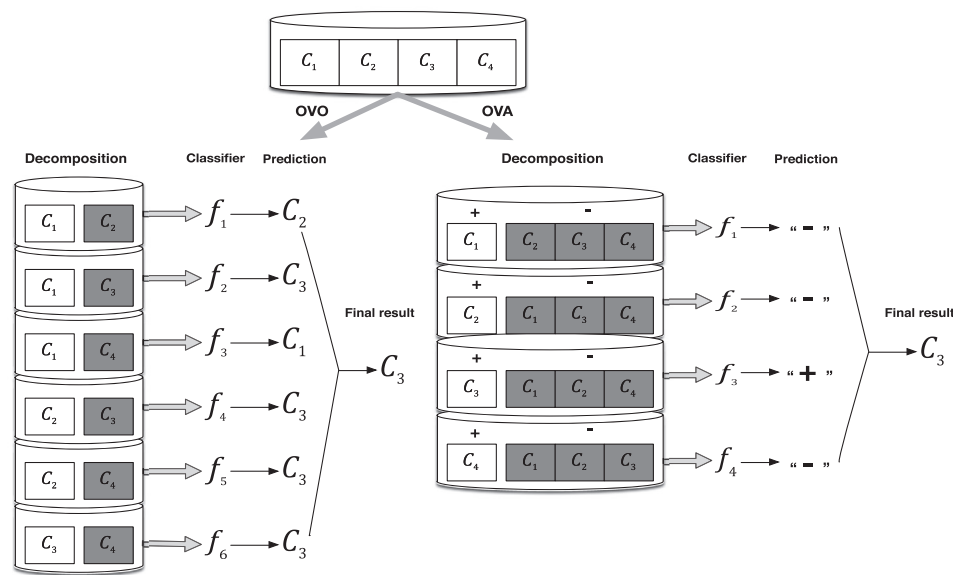 C₁ C₂ C₃ C₄
OVO OVA
Decomposition Classifier Prediction
C₁ C₂ f₁ C₂
C₁ C₃ f₂ C₃
C₁ C₄ f₃ C₁
C₂ C₃ f₄ C₃
C₂ C₄ f₅ C₃
C₃ C₄ f₆ C₃
Final result
C₃
Decomposition Classifier Prediction
+ -
C₁ C₂ C₃ C₄ f₁ “ - ”
+ -
C₂ C₁ C₃ C₄ f₂ “ - ”
+ -
C₃ C₁ C₂ C₄ f₃ “ + ”
+ -
C₄ C₁ C₂ C₃ f₄ “ - ”
Final result
C₃